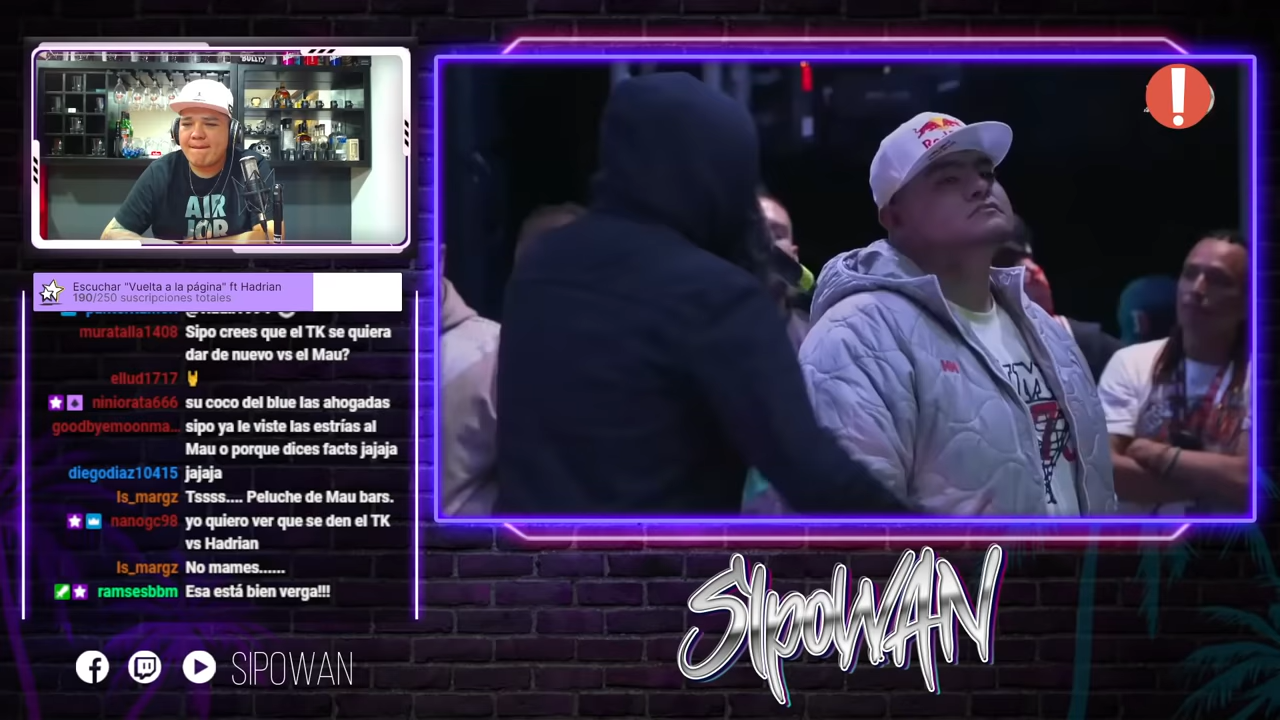 BULLY
AIR
JOR
Escuchar "Vuelta a la página" ft Hadrian
190/250 suscripciones totales
muratalla1408 Sipo crees que el TK se quiera
dar de nuevo vs el Mau?
ellud1717 🤘
niniorata666 su coco del blue las ahogadas
goodbyemoonma... sipo ya le viste las estrías al
Mau o porque dices facts jajaja
diegodiaz10415 jajaja
ls_margz Tssss.... Peluche de Mau bars.
nanogc98 yo quiero ver que se den el TK
vs Hadrian
ls_margz No mames......
ramsesbbm Esa está bien verga!!!
SIPOWAN
!
Red
SIpoWAN